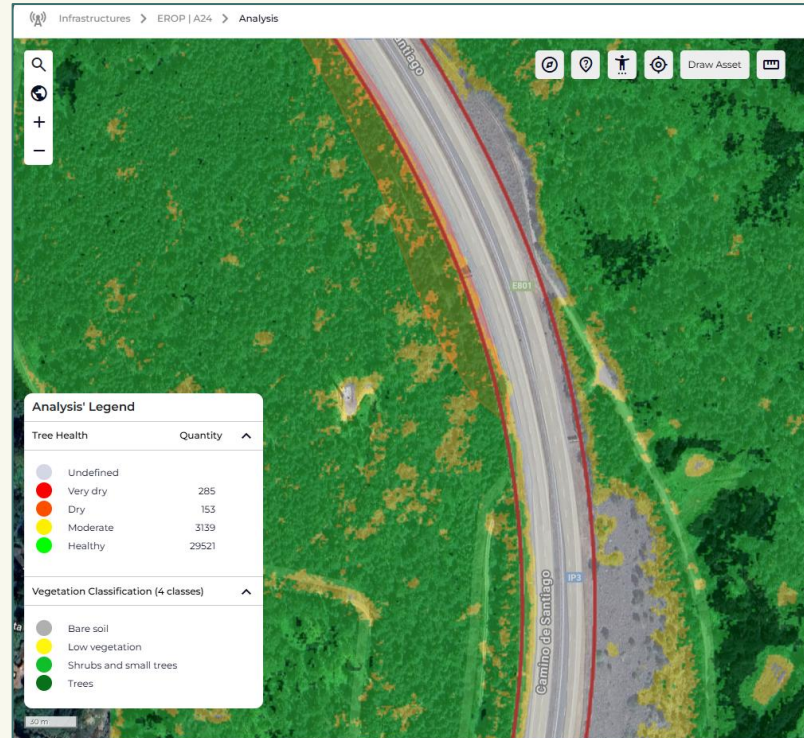 Infrastructures > EROP | A24 > Analysis
Draw Asset
Santiago
E801
Analysis' Legend
Tree Health Quantity
Undefined
Very dry 285
Dry 153
Moderate 3139
Healthy 29521
Vegetation Classification (4 classes)
Bare soil
Low vegetation
Shrubs and small trees
Trees
IP3
Camino de Santiago
ta
30 m